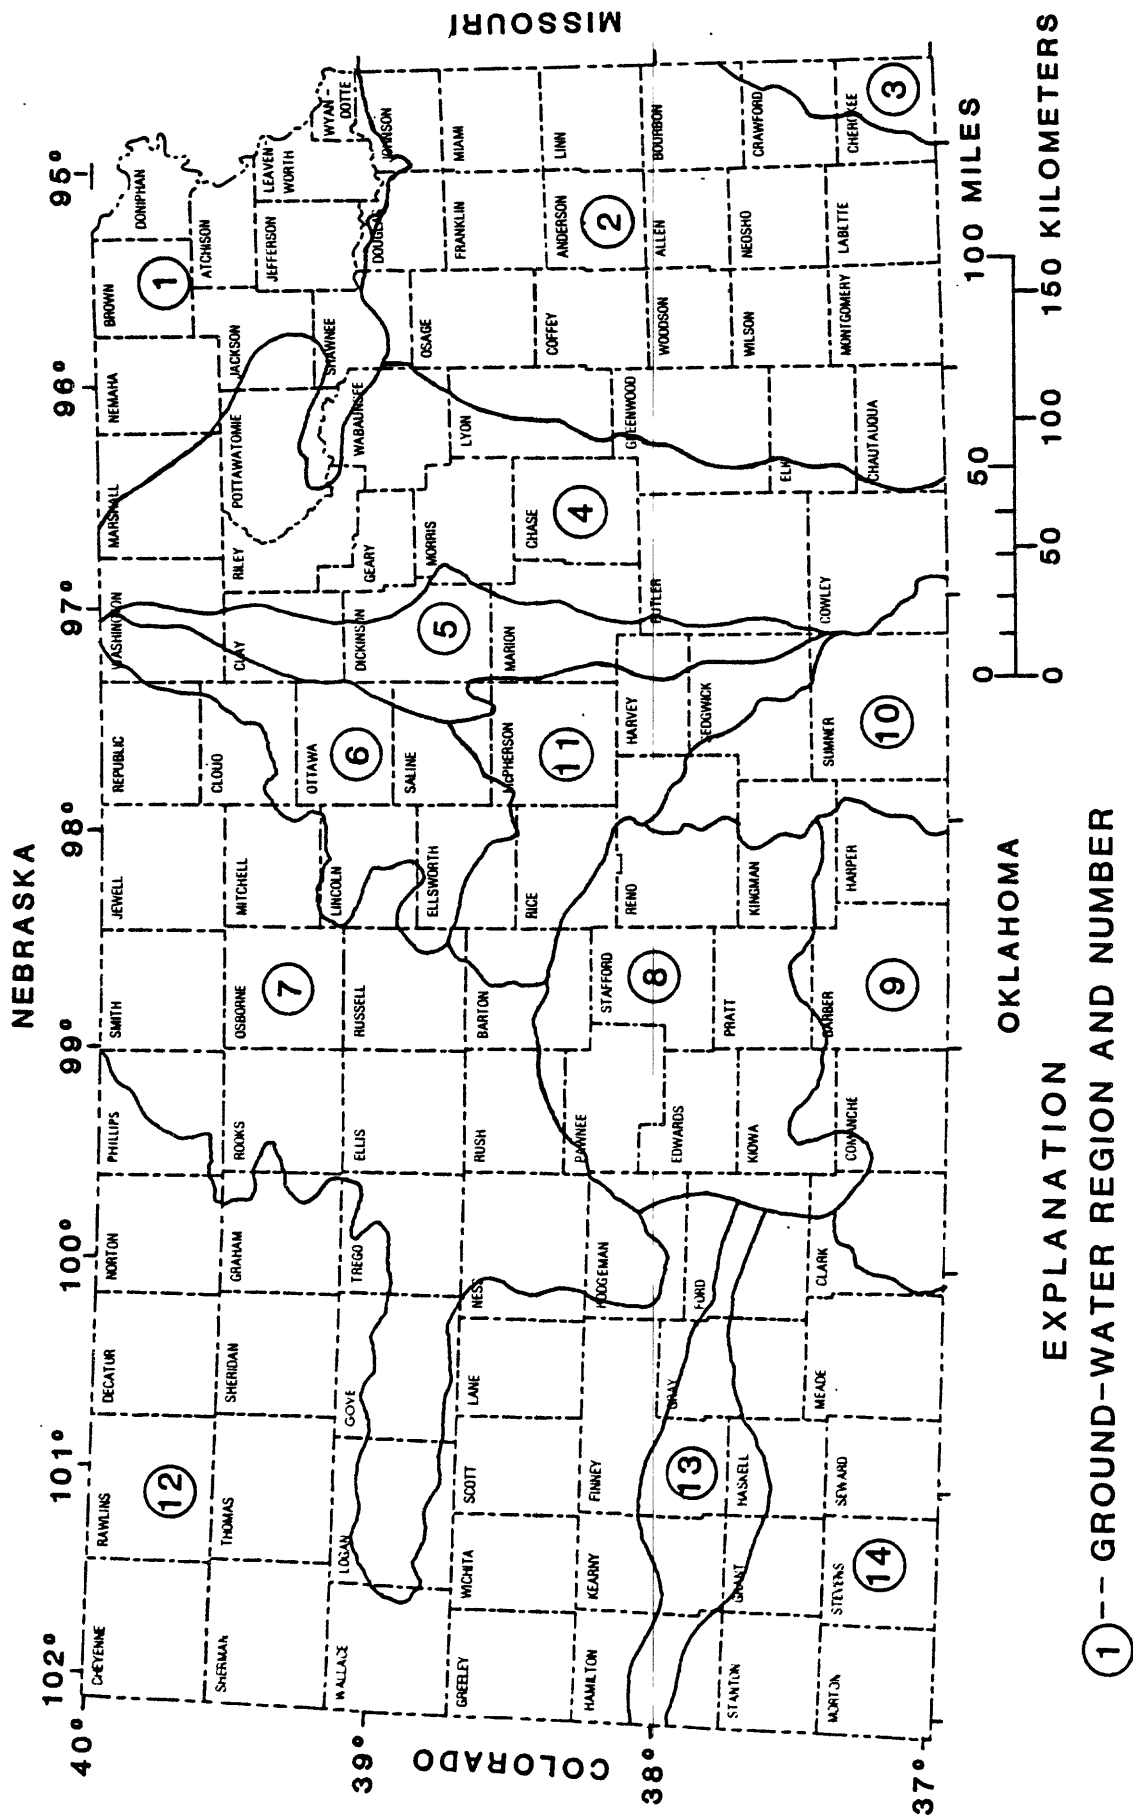 NEBRASKA
102°
101°
100°
99°
98°
97°
96°
95°
40°
39°
38°
37°
COLORADO
MISSOURI
OKLAHOMA
CHEYENNE
RAWLINS
DECATUR
NORTON
PHILLIPS
SMITH
JEWELL
REPUBLIC
WASHINGTON
MARSHALL
NEMAHA
BROWN
DONIPHAN
SHERMAN
THOMAS
SHERIDAN
GRAHAM
ROOKS
OSBORNE
MITCHELL
CLOUD
CLAY
RILEY
POTTAWATOMIE
JACKSON
ATCHISON
JEFFERSON
LEAVEN-
WORTH
WYAN-
DOTTE
WALLACE
LOGAN
GOVE
TREGO
ELLIS
RUSSELL
LINCOLN
OTTAWA
SALINE
DICKINSON
GEARY
MORRIS
WABAUNSEE
SHAWNEE
OSAGE
DOUGLAS
JOHNSON
GREELEY
WICHITA
SCOTT
LANE
NESS
RUSH
BARTON
ELLSWORTH
RICE
McPHERSON
MARION
CHASE
LYON
COFFEY
FRANKLIN
ANDERSON
MIAMI
LINN
HAMILTON
KEARNY
FINNEY
HODGEMAN
PAWNEE
STAFFORD
RENO
HARVEY
SEDGWICK
BUTLER
GREENWOOD
WOODSON
ALLEN
BOURBON
GRAY
FORD
EDWARDS
PRATT
KINGMAN
ELK
WILSON
NEOSHO
CRAWFORD
STANTON
GRANT
HASKELL
KIOWA
MORTON
STEVENS
SEWARD
MEADE
CLARK
COMANCHE
BARBER
HARPER
SUMNER
COWLEY
CHAUTAUQUA
MONTGOMERY
LABETTE
CHEROKEE
1
2
3
4
5
6
7
8
9
10
11
12
13
14
0 50 100 MILES
0 50 100 150 KILOMETERS
EXPLANATION
1 -- GROUND-WATER REGION AND NUMBER